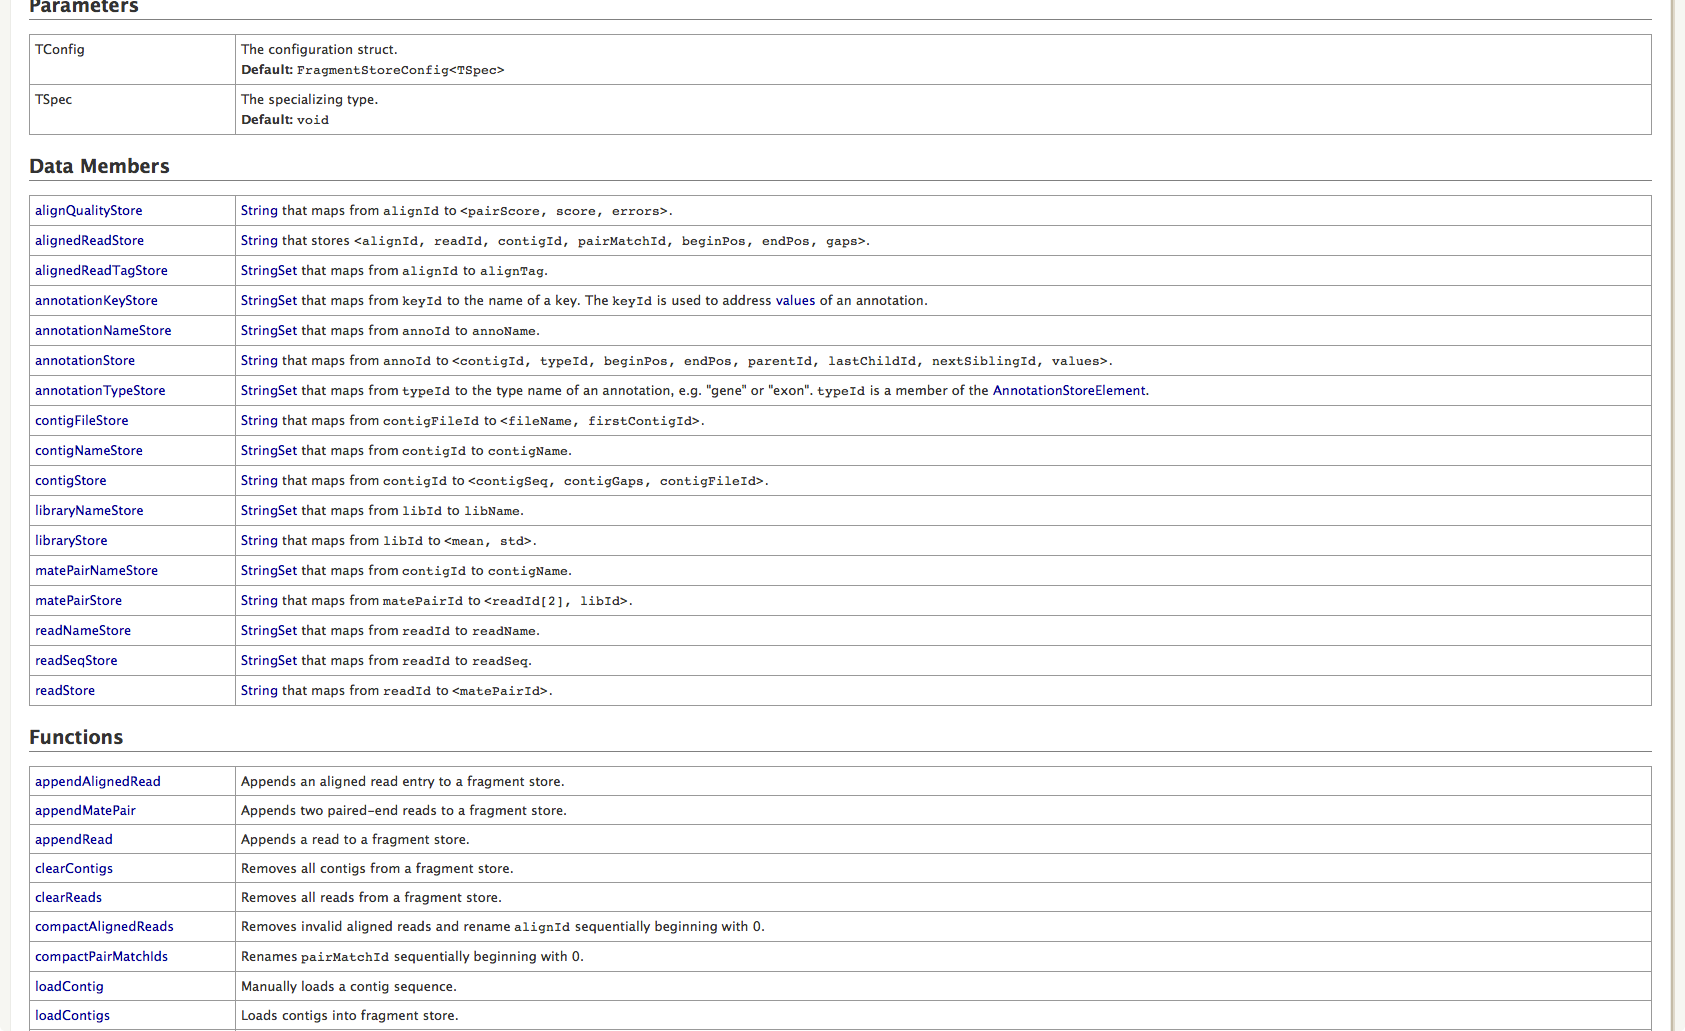 Parameters
TConfig The configuration struct.
Default: FragmentStoreConfig<TSpec>
TSpec The specializing type.
Default: void
Data Members
alignQualityStore String that maps from alignId to <pairScore, score, errors>.
alignedReadStore String that stores <alignId, readId, contigId, pairMatchId, beginPos, endPos, gaps>.
alignedReadTagStore StringSet that maps from alignId to alignTag.
annotationKeyStore StringSet that maps from keyId to the name of a key. The keyId is used to address values of an annotation.
annotationNameStore StringSet that maps from annoId to annoName.
annotationStore String that maps from annoId to <contigId, typeId, beginPos, endPos, parentId, lastChildId, nextSiblingId, values>.
annotationTypeStore StringSet that maps from typeId to the type name of an annotation, e.g. "gene" or "exon". typeId is a member of the AnnotationStoreElement.
contigFileStore String that maps from contigFileId to <fileName, firstContigId>.
contigNameStore StringSet that maps from contigId to contigName.
contigStore String that maps from contigId to <contigSeq, contigGaps, contigFileId>.
libraryNameStore StringSet that maps from libId to libName.
libraryStore String that maps from libId to <mean, std>.
matePairNameStore StringSet that maps from contigId to contigName.
matePairStore String that maps from matePairId to <readId[2], libId>.
readNameStore StringSet that maps from readId to readName.
readSeqStore StringSet that maps from readId to readSeq.
readStore String that maps from readId to <matePairId>.
Functions
appendAlignedRead Appends an aligned read entry to a fragment store.
appendMatePair Appends two paired-end reads to a fragment store.
appendRead Appends a read to a fragment store.
clearContigs Removes all contigs from a fragment store.
clearReads Removes all reads from a fragment store.
compactAlignedReads Removes invalid aligned reads and rename alignId sequentially beginning with 0.
compactPairMatchIds Renames pairMatchId sequentially beginning with 0.
loadContig Manually loads a contig sequence.
loadContigs Loads contigs into fragment store.